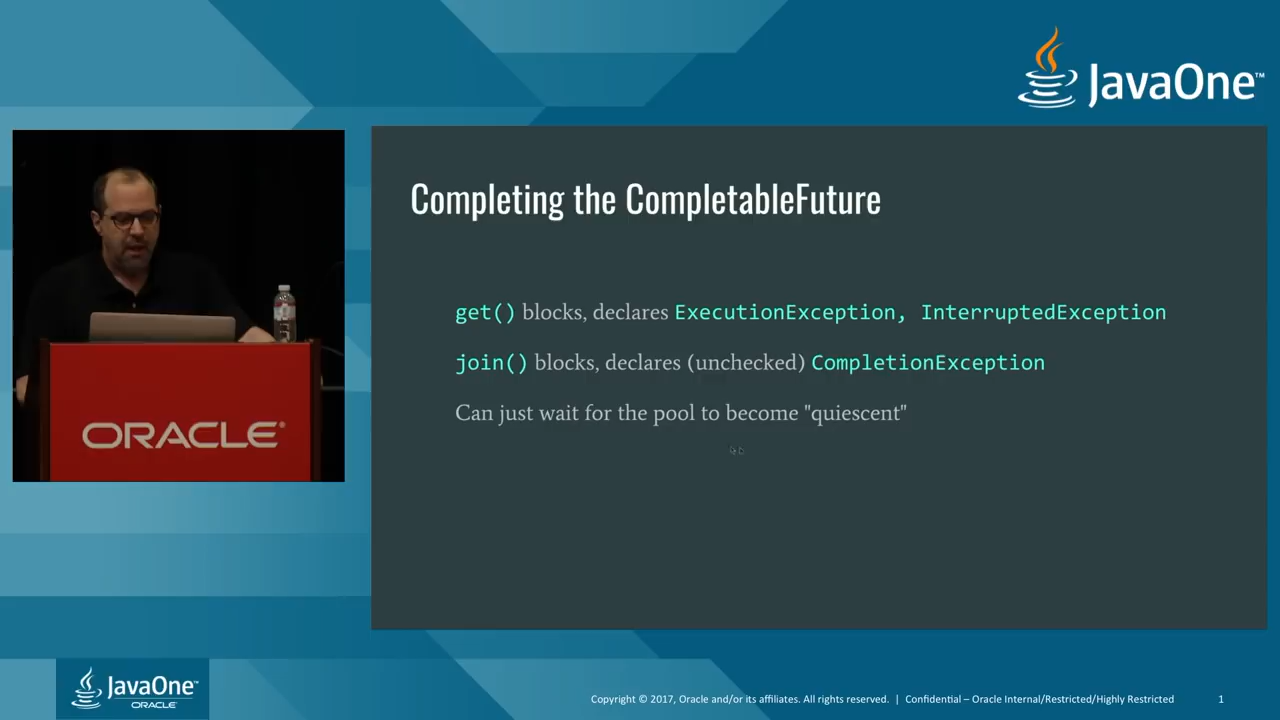 JavaOne™
Completing the CompletableFuture
get() blocks, declares ExecutionException, InterruptedException
join() blocks, declares (unchecked) CompletionException
Can just wait for the pool to become "quiescent"
ORACLE®
JavaOne™
ORACLE®
Copyright © 2017, Oracle and/or its affiliates. All rights reserved. | Confidential – Oracle Internal/Restricted/Highly Restricted 1